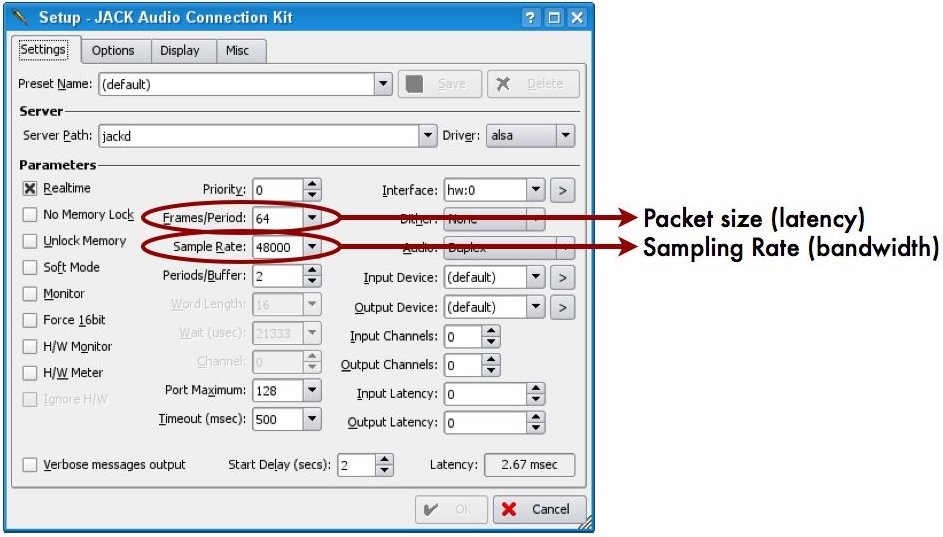 Setup - JACK Audio Connection Kit
Settings Options Display Misc
Preset Name: (default) Save Delete
Server
Server Path: jackd Driver: alsa
Parameters
Realtime Priority: 0 Interface: hw:0 >
No Memory Lock Frames/Period: 64 Dither: None Packet size (latency)
Unlock Memory Sample Rate: 48000 Audio: Duplex Sampling Rate (bandwidth)
Soft Mode Periods/Buffer: 2 Input Device: (default) >
Monitor Word Length: 16 Output Device: (default) >
Force 16bit Wait (usec): 21333 Input Channels: 0
H/W Monitor Channel: 0 Output Channels: 0
H/W Meter Port Maximum: 128 Input Latency: 0
Ignore H/W Timeout (msec): 500 Output Latency: 0
Verbose messages output Start Delay (secs): 2 Latency: 2.67 msec
OK Cancel